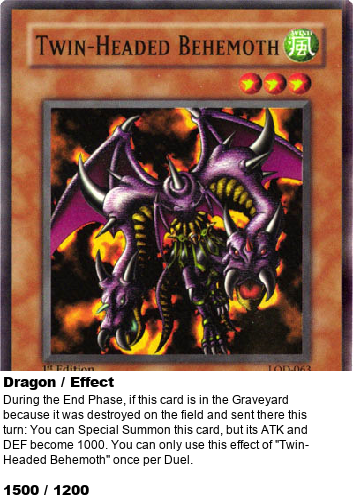 TWIN-HEADED BEHEMOTH
WIND
風
1st Edition
LOD-063
Dragon / Effect
During the End Phase, if this card is in the Graveyard
because it was destroyed on the field and sent there this
turn: You can Special Summon this card, but its ATK and
DEF become 1000. You can only use this effect of "Twin-
Headed Behemoth" once per Duel.
1500 / 1200